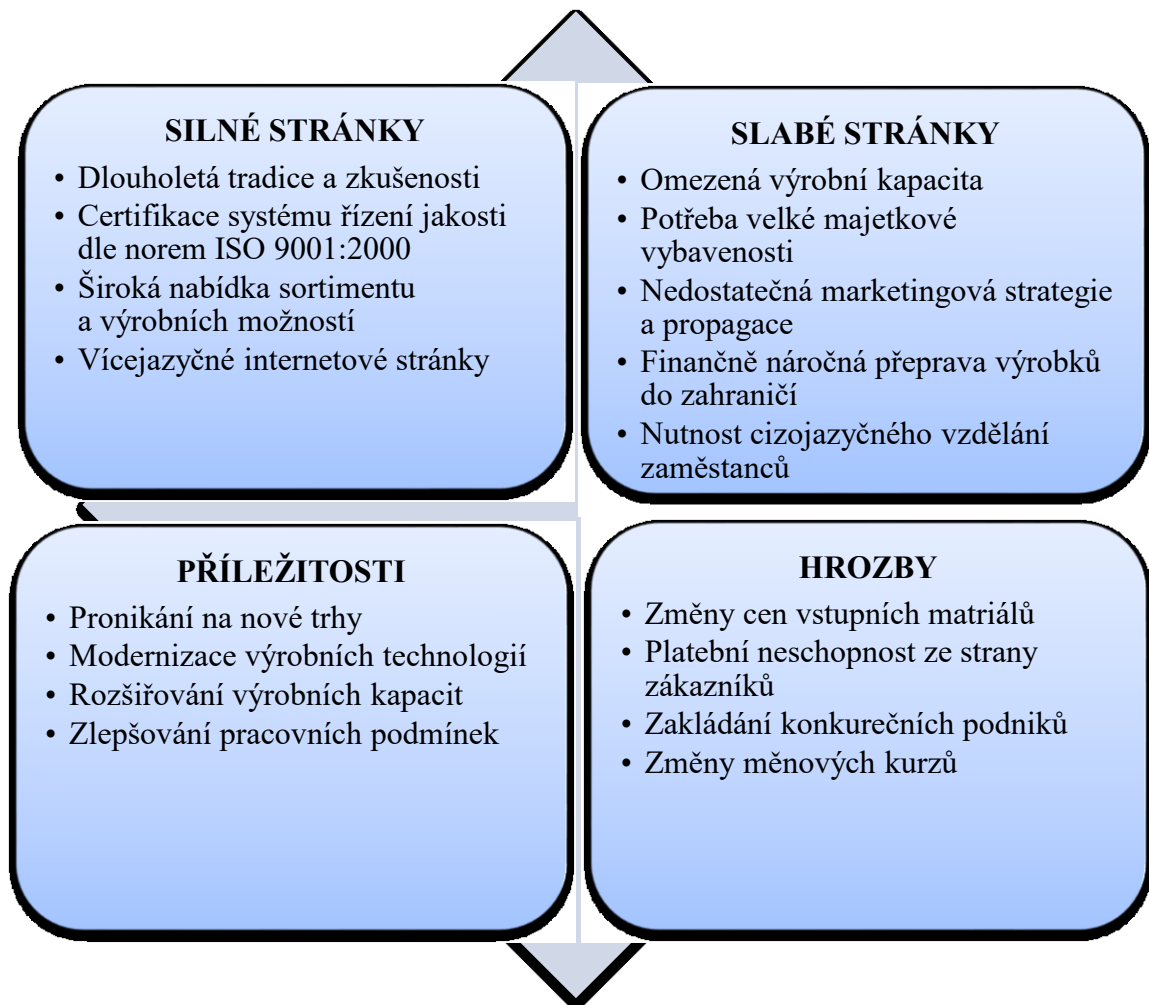 SILNÉ STRÁNKY
• Dlouholetá tradice a zkušenosti
• Certifikace systému řízení jakosti
dle norem ISO 9001:2000
• Široká nabídka sortimentu
a výrobních možností
• Vícejazyčné internetové stránky
SLABÉ STRÁNKY
• Omezená výrobní kapacita
• Potřeba velké majetkové
vybavenosti
• Nedostatečná marketingová strategie
a propagace
• Finančně náročná přeprava výrobků
do zahraničí
• Nutnost cizojazyčného vzdělání
zaměstanců
PŘÍLEŽITOSTI
• Pronikání na nové trhy
• Modernizace výrobních technologií
• Rozšiřování výrobních kapacit
• Zlepšování pracovních podmínek
HROZBY
• Změny cen vstupních matriálů
• Platební neschopnost ze strany
zákazníků
• Zakládání konkurečních podniků
• Změny měnových kurzů